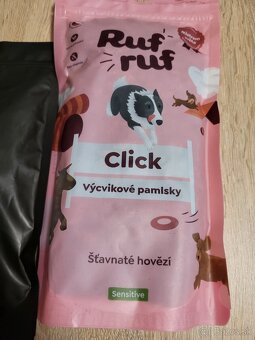 Ruf
ruf
Click
Výcvikové pamlsky
Šťavnaté hovězí
Sensitive